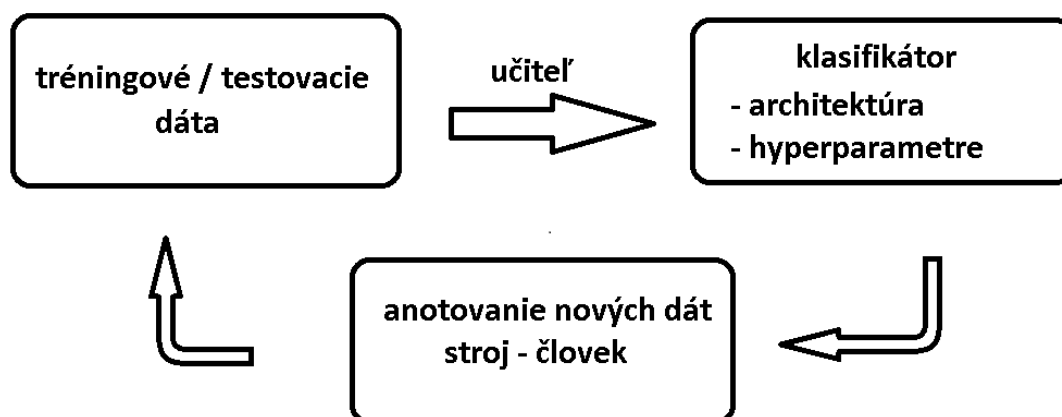 tréningové / testovacie
dáta
učiteľ
klasifikátor
- architektúra
- hyperparametre
anotovanie nových dát
stroj - človek